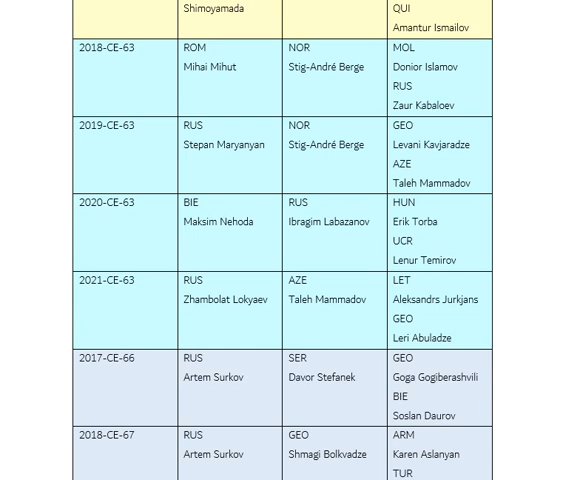 Shimoyamada
QUI
Amantur Ismailov
2018-CE-63
ROM
Mihai Mihut
NOR
Stig-André Berge
MOL
Donior Islamov
RUS
Zaur Kabaloev
2019-CE-63
RUS
Stepan Maryanyan
NOR
Stig-André Berge
GEO
Levani Kavjaradze
AZE
Taleh Mammadov
2020-CE-63
BIE
Maksim Nehoda
RUS
Ibragim Labazanov
HUN
Erik Torba
UCR
Lenur Temirov
2021-CE-63
RUS
Zhambolat Lokyaev
AZE
Taleh Mammadov
LET
Aleksandrs Jurkjans
GEO
Leri Abuladze
2017-CE-66
RUS
Artem Surkov
SER
Davor Stefanek
GEO
Goga Gogiberashvili
BIE
Soslan Daurov
2018-CE-67
RUS
Artem Surkov
GEO
Shmagi Bolkvadze
ARM
Karen Aslanyan
TUR